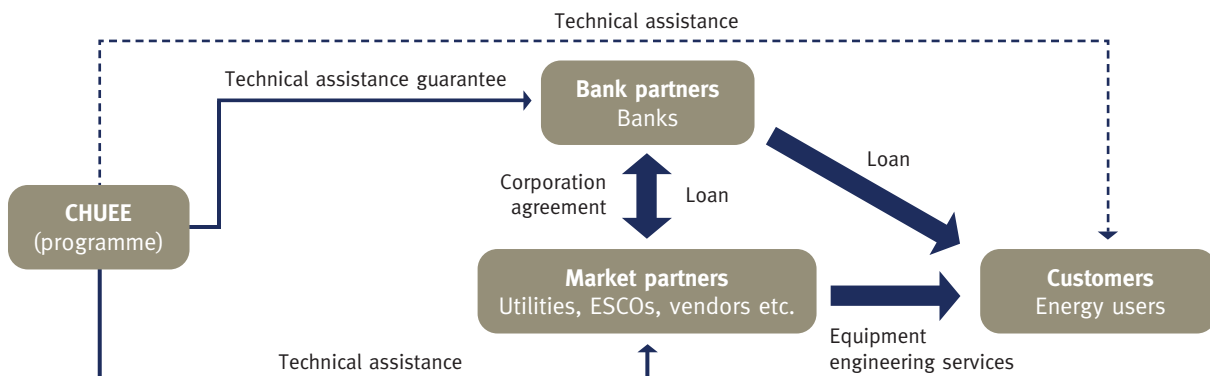 Technical assistance
Technical assistance guarantee
Bank partners
Banks
Loan
Corporation
agreement
Loan
CHUEE
(programme)
Market partners
Utilities, ESCOs, vendors etc.
Customers
Energy users
Equipment
engineering services
Technical assistance